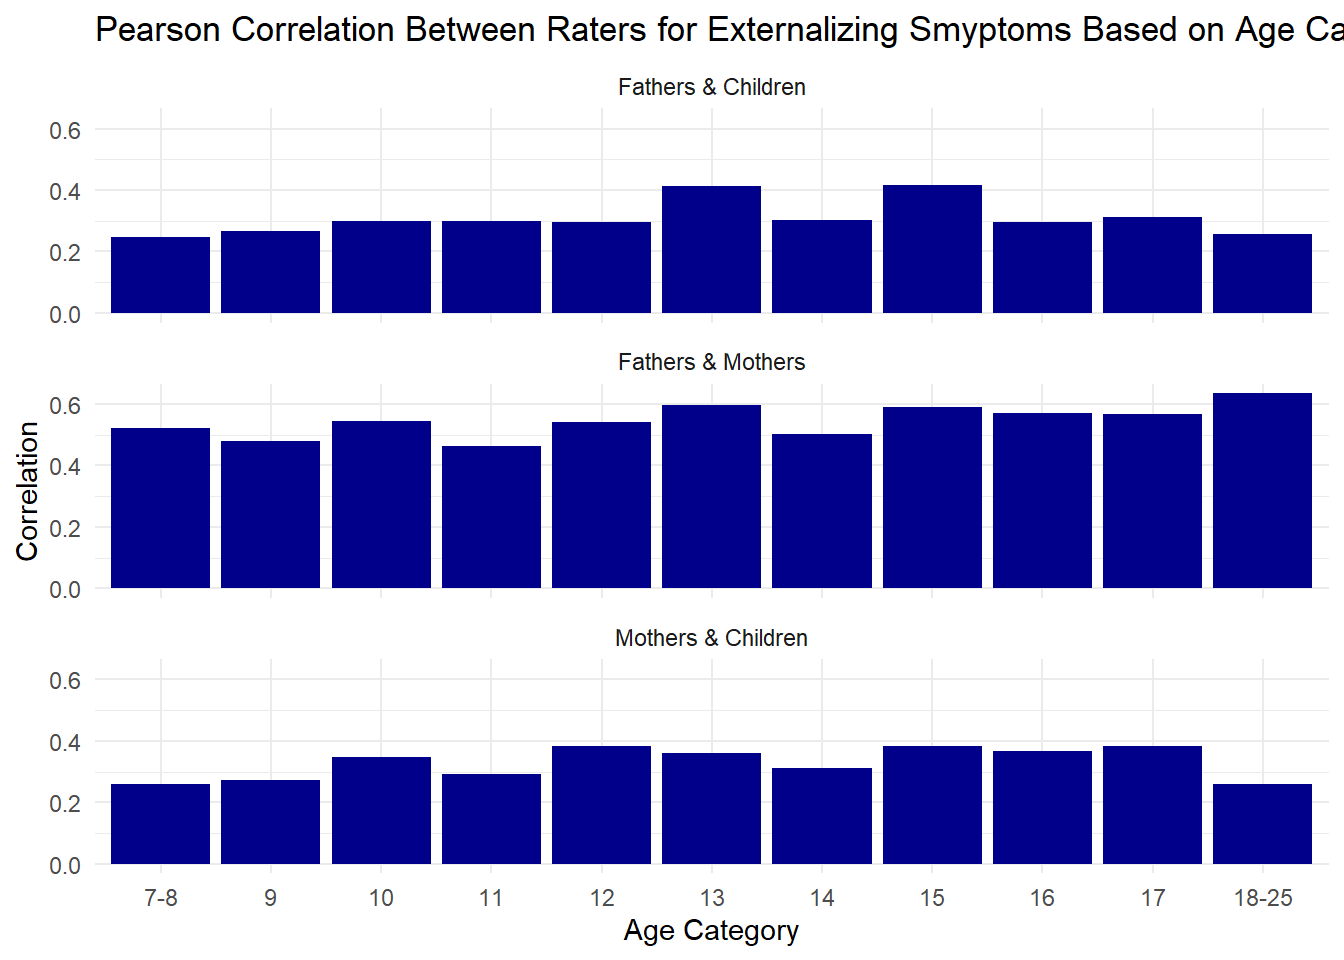 Pearson Correlation Between Raters for Externalizing Smyptoms Based on Age Ca
Fathers & Children
0.6
0.4
0.2
0.0
Fathers & Mothers
0.6
0.4
0.2
0.0
Correlation
Mothers & Children
0.6
0.4
0.2
0.0
7-8 9 10 11 12 13 14 15 16 17 18-25
Age Category